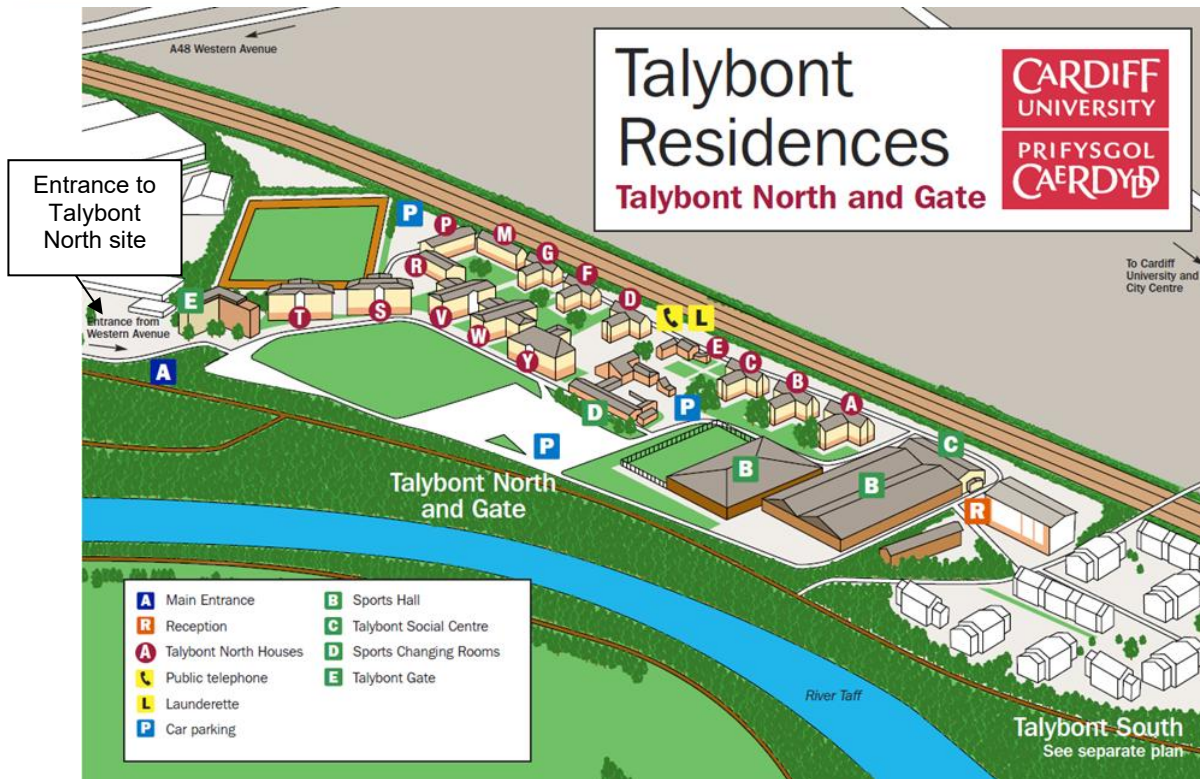 A48 Western Avenue
Talybont
Residences
Talybont North and Gate
CARDIFF
UNIVERSITY
PRIFYSGOL
CAERDYDD
Entrance to
Talybont
North site
To Cardiff
University and
City Centre
Entrance from
Western Avenue
P
P
M
G
F
D
R
E
T
S
V
W
Y
L
E
C
B
A
A
D
P
P
B
B
C
R
Talybont North
and Gate
A Main Entrance
R Reception
A Talybont North Houses
Public telephone
L Launderette
P Car parking
B Sports Hall
C Talybont Social Centre
D Sports Changing Rooms
E Talybont Gate
River Taff
Talybont South
See separate plan